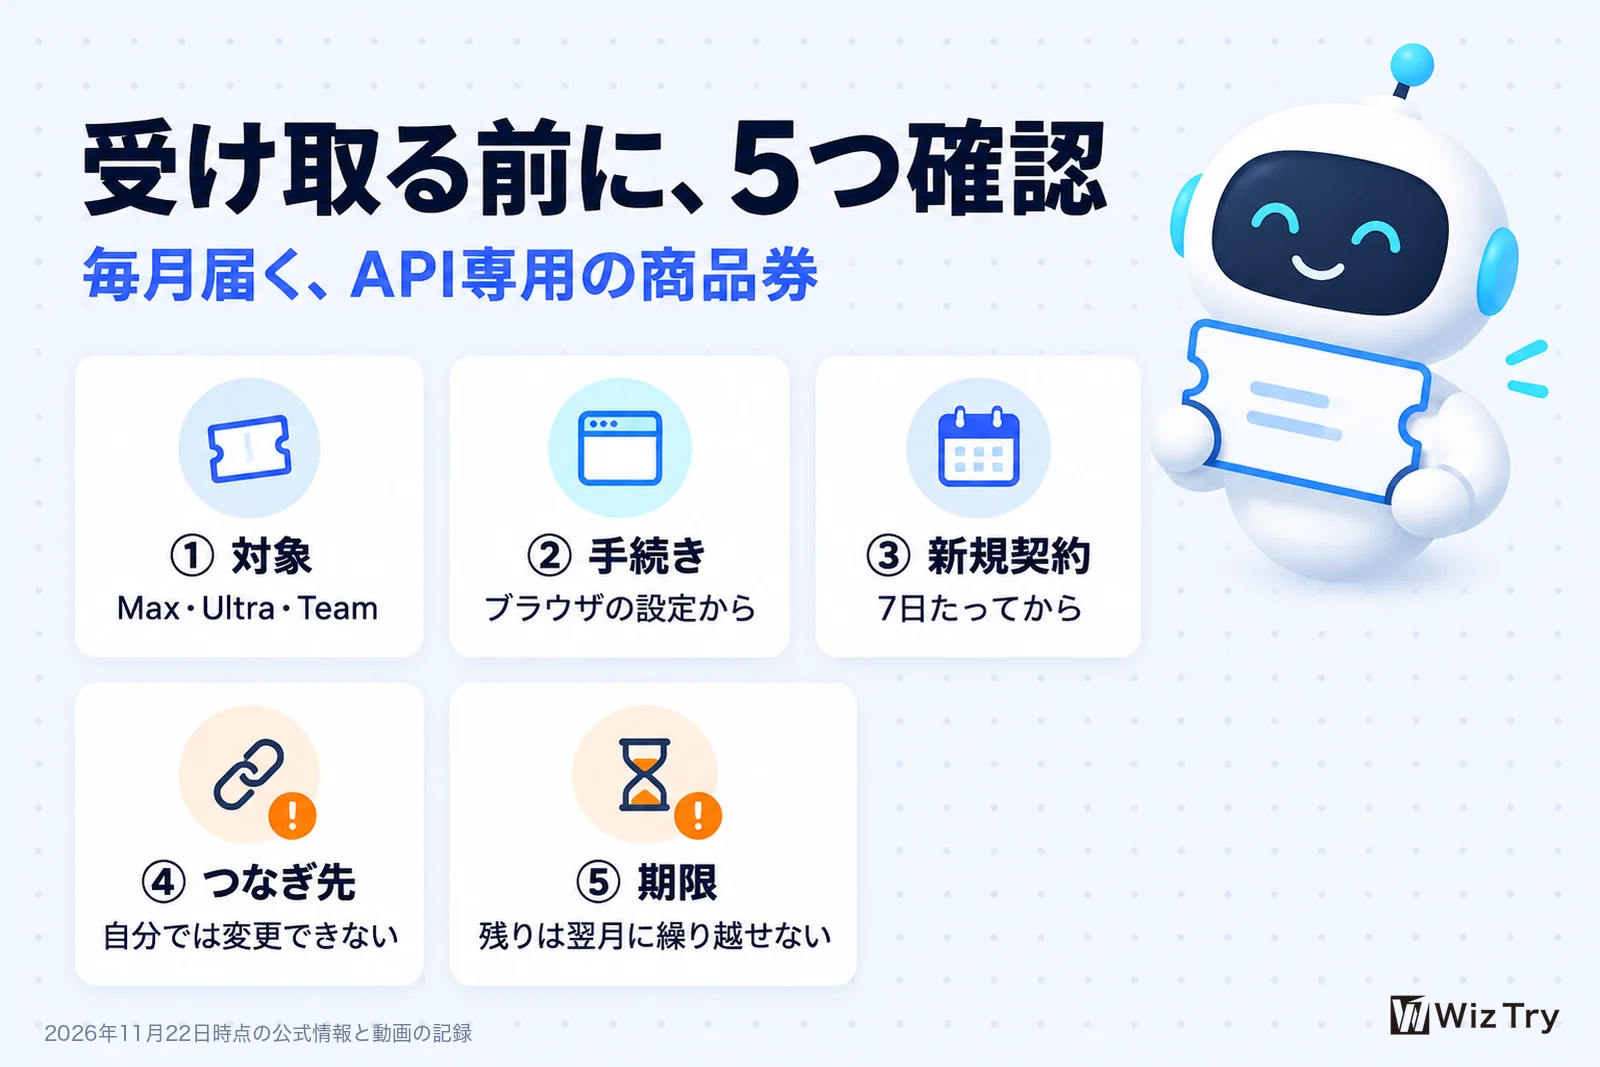 受け取る前に、5つ確認
毎月届く、API専用の商品券
① 対象
Max・Ultra・Team
② 手続き
ブラウザの設定から
③ 新規契約
7日たってから
④ つなぎ先
自分では変更できない
⑤ 期限
残りは翌月に繰り越せない
2026年11月22日時点の公式情報と動画の記録
Wiz Try